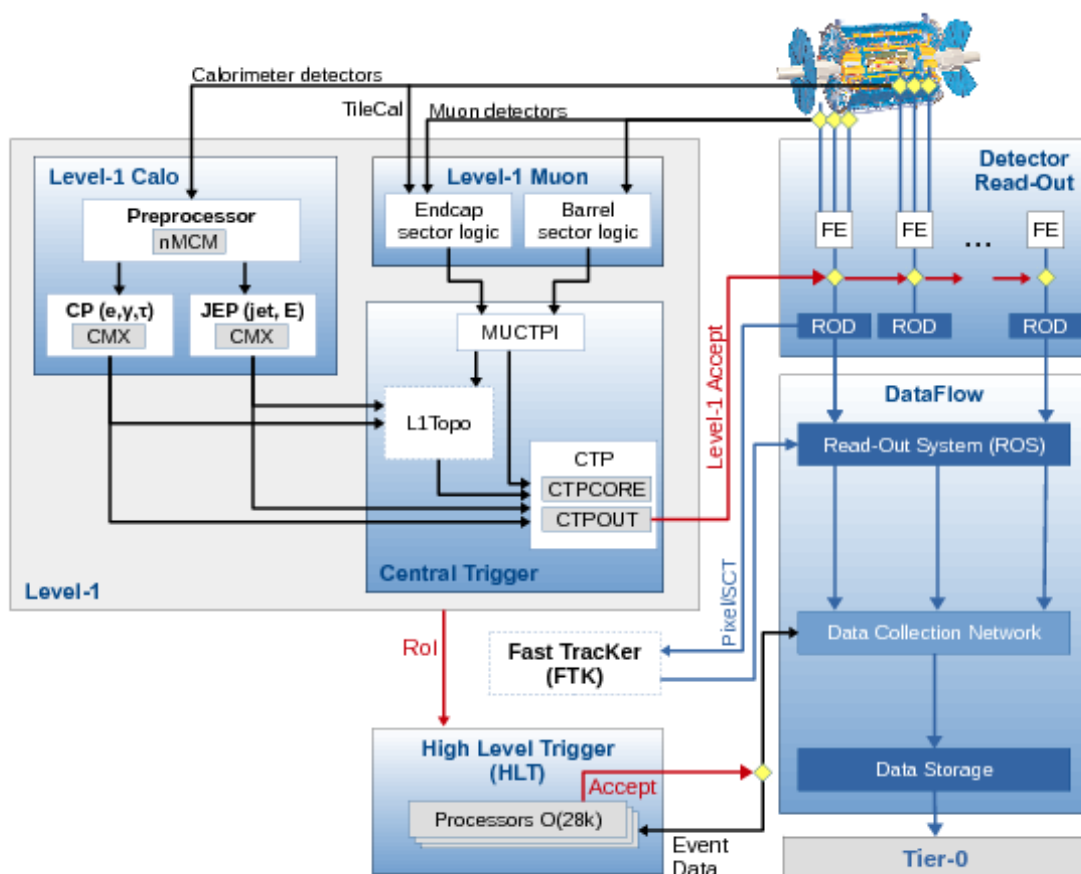 Calorimeter detectors
TileCal
Muon detectors
Level-1 Calo
Preprocessor
nMCM
CP (e,γ,τ)
CMX
JEP (jet, E)
CMX
Level-1 Muon
Endcap
sector logic
Barrel
sector logic
MUCTPI
L1Topo
CTP
CTPCORE
CTPOUT
Central Trigger
Level-1
Level-1 Accept
Detector
Read-Out
FE
FE
...
FE
ROD
ROD
ROD
DataFlow
Read-Out System (ROS)
Data Collection Network
Data Storage
Tier-0
Pixel/SCT
RoI
Fast TracKer
(FTK)
High Level Trigger
(HLT)
Accept
Processors O(28k)
Event
Data